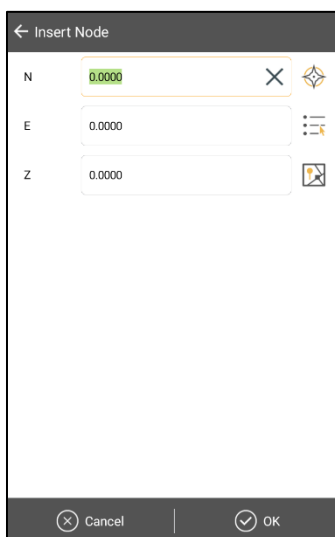 Insert Node
N 0.0000
E 0.0000
Z 0.0000
Cancel OK